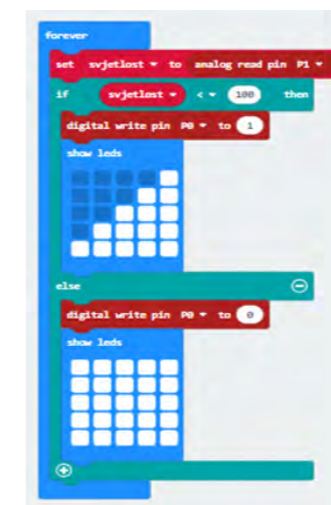 forever
set svjetlost to analog read pin P1
if svjetlost < 100 then
digital write pin P0 to 1
show leds
else
digital write pin P0 to 0
show leds